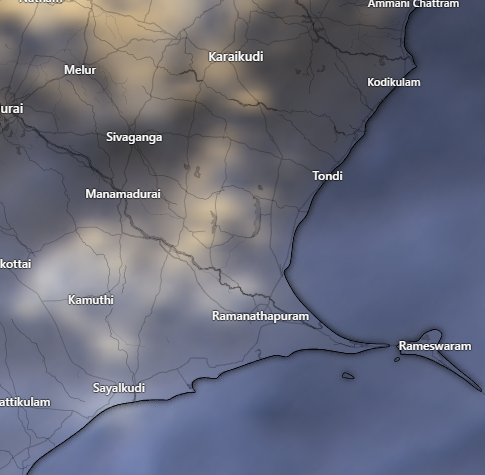 Ammani Chattram
Karaikudi
Melur
Kodikulam
urai
Sivaganga
Tondi
Manamadurai
kottai
Kamuthi
Ramanathapuram
Rameswaram
Sayalkudi
attikulam